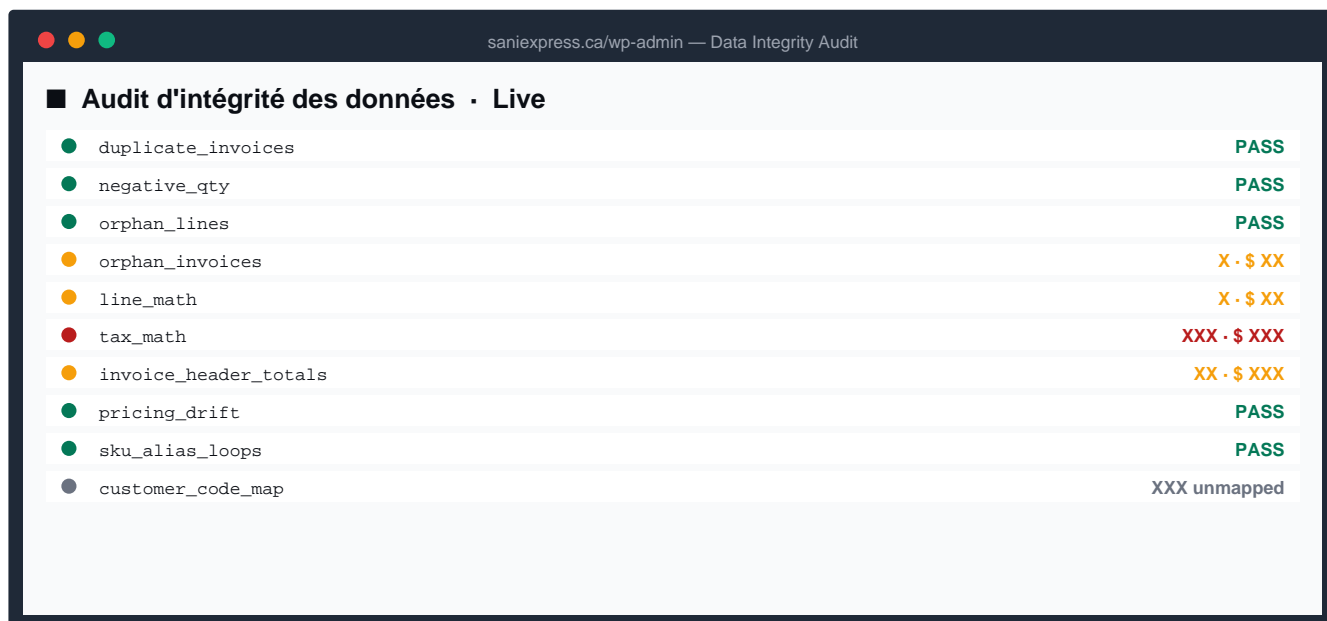 saniexpress.ca/wp-admin — Data Integrity Audit
■ Audit d'intégrité des données · Live
duplicate_invoices PASS
negative_qty PASS
orphan_lines PASS
orphan_invoices X · $ XX
line_math X · $ XX
tax_math XXX · $ XXX
invoice_header_totals XX · $ XXX
pricing_drift PASS
sku_alias_loops PASS
customer_code_map XXX unmapped